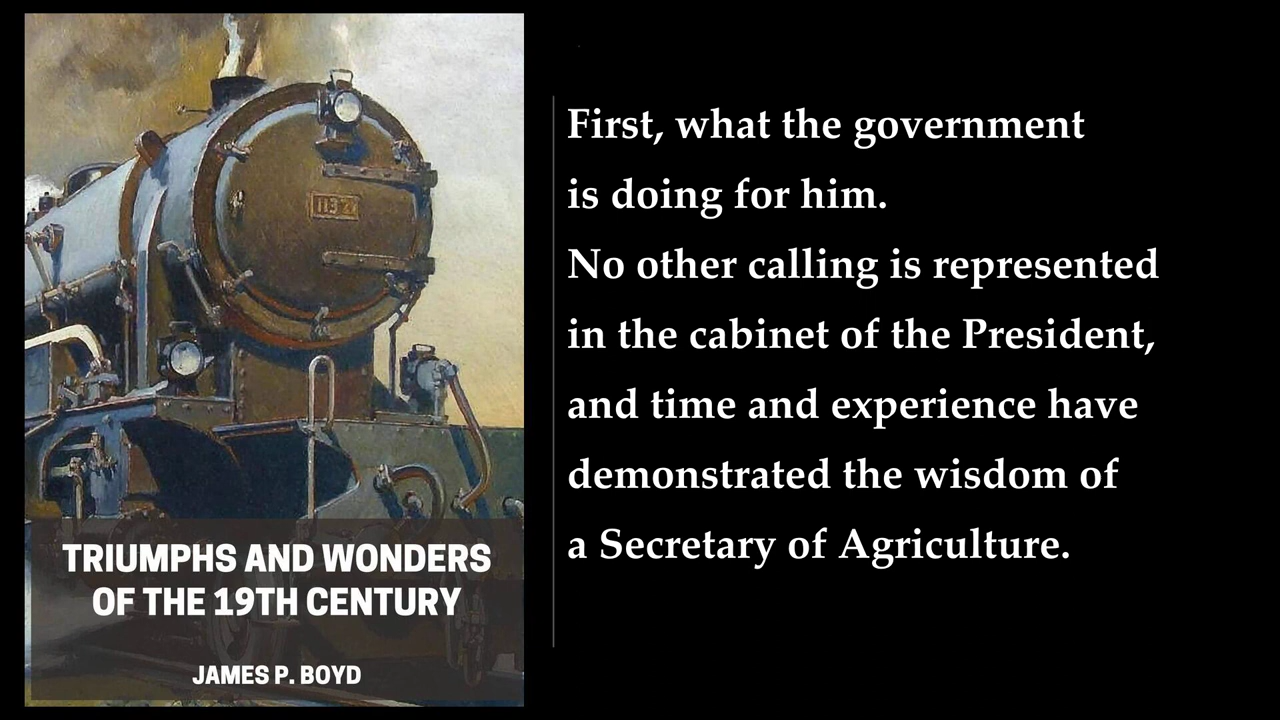 1132
TRIUMPHS AND WONDERS
OF THE 19TH CENTURY
JAMES P. BOYD
First, what the government
is doing for him.
No other calling is represented
in the cabinet of the President,
and time and experience have
demonstrated the wisdom of
a Secretary of Agriculture.